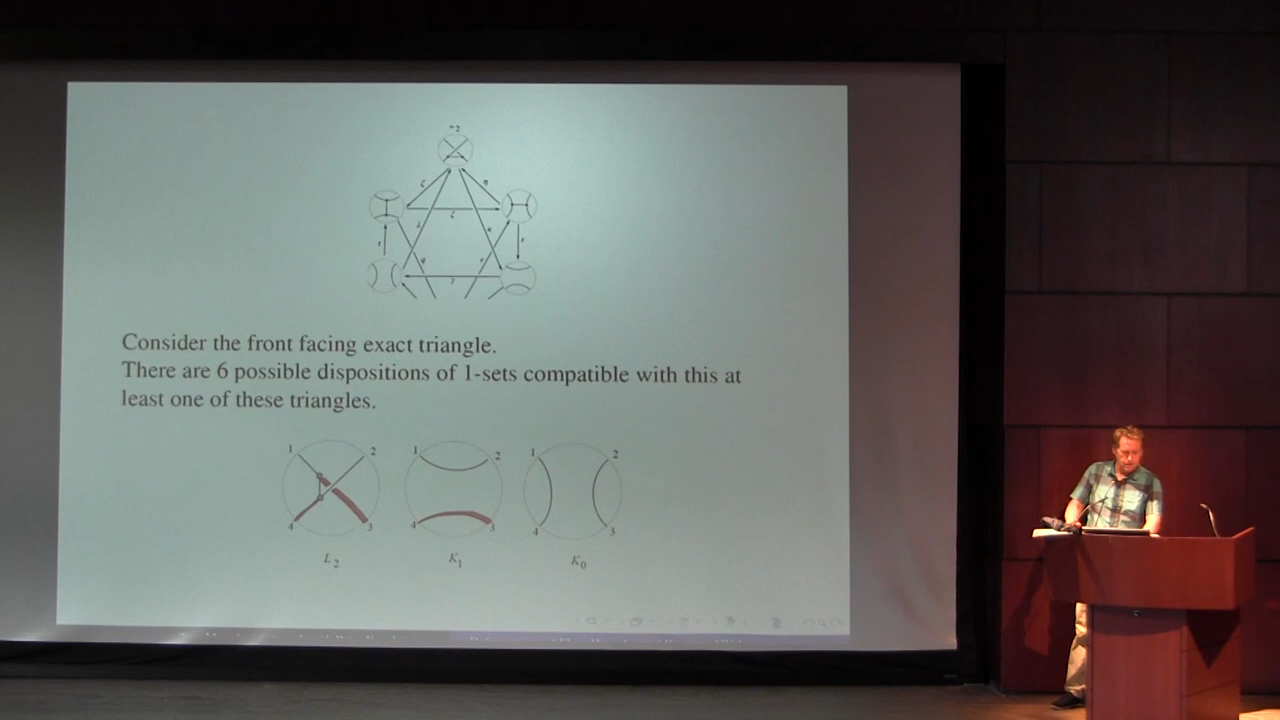 Consider the front facing exact triangle.
There are 6 possible dispositions of 1-sets compatible with this at
least one of these triangles.
1 2 1 2 1 2
4 3 4 3 4 3
L2 K1 K0